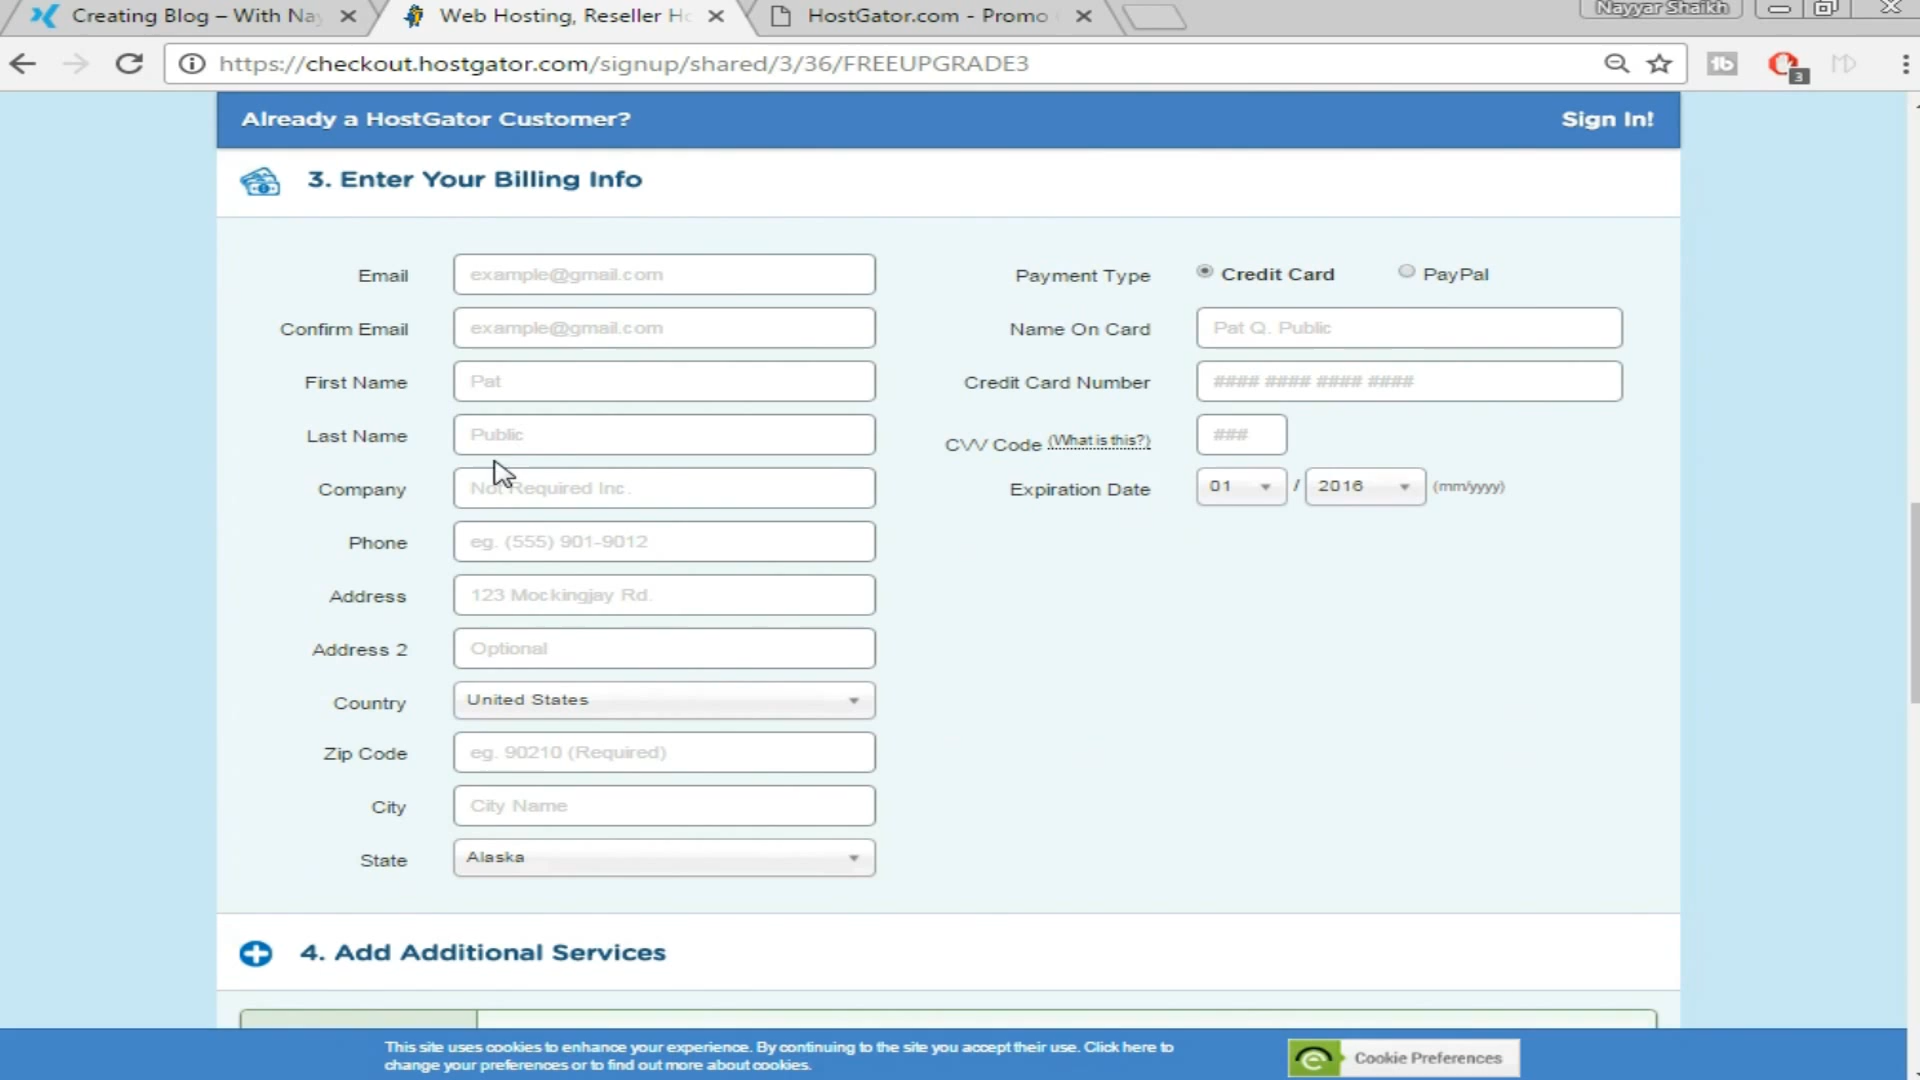 Creating Blog – With Nay
Web Hosting, Reseller Ho
HostGator.com - Promo
Nayyar Shaikh
https://checkout.hostgator.com/signup/shared/3/36/FREEUPGRADE3
3
Already a HostGator Customer?
Sign In!
3. Enter Your Billing Info
Email
example@gmail.com
Payment Type
Credit Card
PayPal
Confirm Email
example@gmail.com
Name On Card
Pat Q. Public
First Name
Pat
Credit Card Number
#### #### #### ####
Last Name
Public
CVV Code (What is this?)
###
Company
Not Required Inc.
Expiration Date
01 / 2016 (mm/yyyy)
Phone
eg. (555) 901-9012
Address
123 Mockingjay Rd.
Address 2
Optional
Country
United States
Zip Code
eg. 90210 (Required)
City
City Name
State
Alaska
4. Add Additional Services
This site uses cookies to enhance your experience. By continuing to the site you accept their use. Click here to
change your preferences or to find out more about cookies.
Cookie Preferences